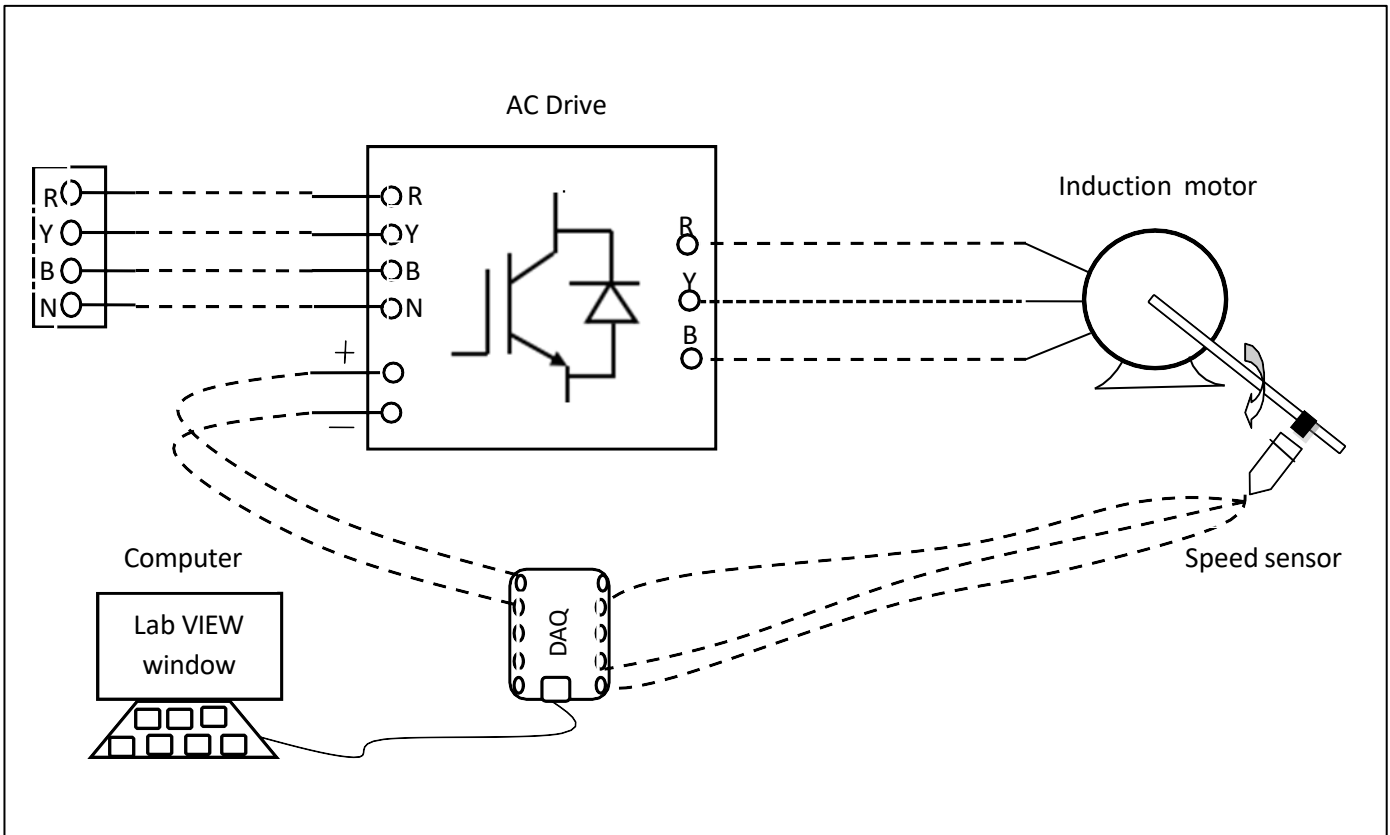 AC Drive
Induction motor
R
Y
B
N
R
Y
B
N
+
—
R
Y
B
Computer
Lab VIEW
window
DAQ
Speed sensor